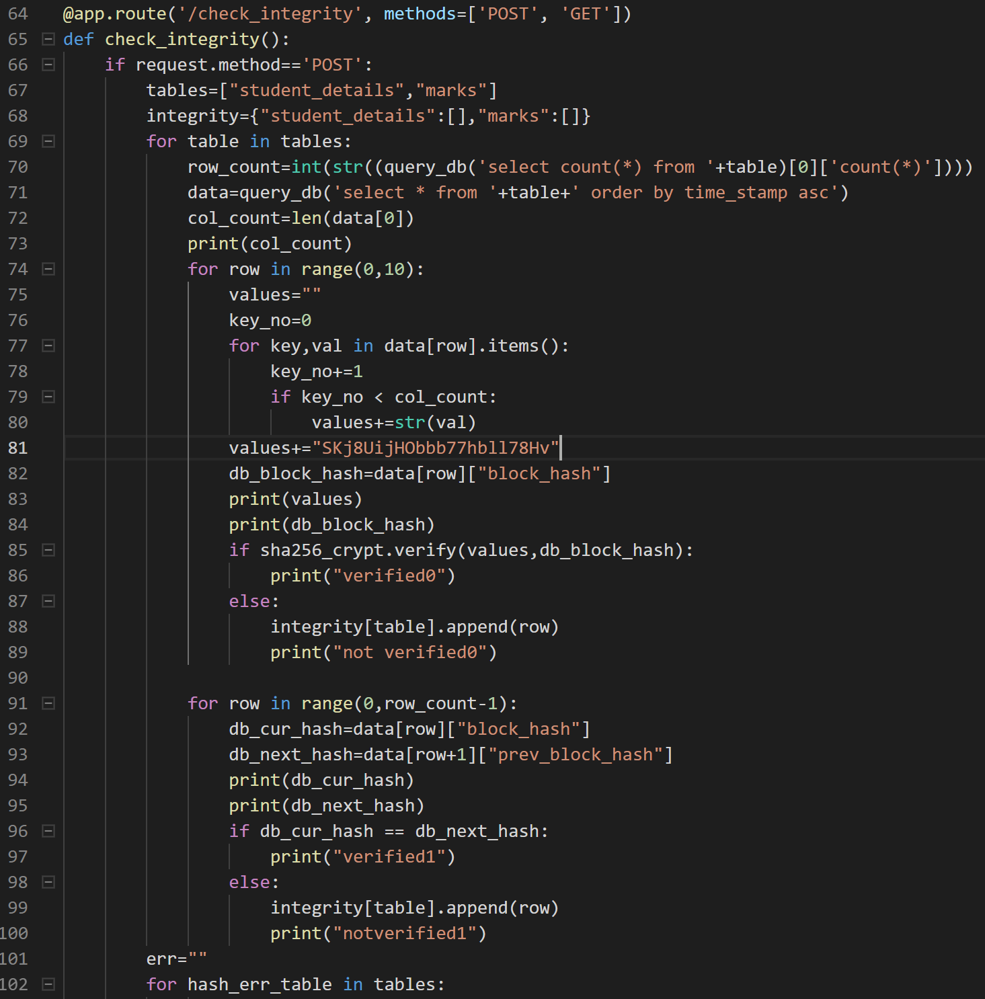 64 @app.route('/check_integrity', methods=['POST', 'GET'])
65 def check_integrity():
66     if request.method=='POST':
67         tables=["student_details","marks"]
68         integrity={"student_details":[],"marks":[]}
69         for table in tables:
70             row_count=int(str((query_db('select count(*) from '+table)[0]['count(*)'])))
71             data=query_db('select * from '+table+' order by time_stamp asc')
72             col_count=len(data[0])
73             print(col_count)
74             for row in range(0,10):
75                 values=""
76                 key_no=0
77                 for key,val in data[row].items():
78                     key_no+=1
79                     if key_no < col_count:
80                         values+=str(val)
81                 values+="SKj8UijHObbb77hbll78Hv"
82                 db_block_hash=data[row]["block_hash"]
83                 print(values)
84                 print(db_block_hash)
85                 if sha256_crypt.verify(values,db_block_hash):
86                     print("verified0")
87                 else:
88                     integrity[table].append(row)
89                     print("not verified0")
90
91             for row in range(0,row_count-1):
92                 db_cur_hash=data[row]["block_hash"]
93                 db_next_hash=data[row+1]["prev_block_hash"]
94                 print(db_cur_hash)
95                 print(db_next_hash)
96                 if db_cur_hash == db_next_hash:
97                     print("verified1")
98                 else:
99                     integrity[table].append(row)
100                     print("notverified1")
101         err=""
102         for hash_err_table in tables: